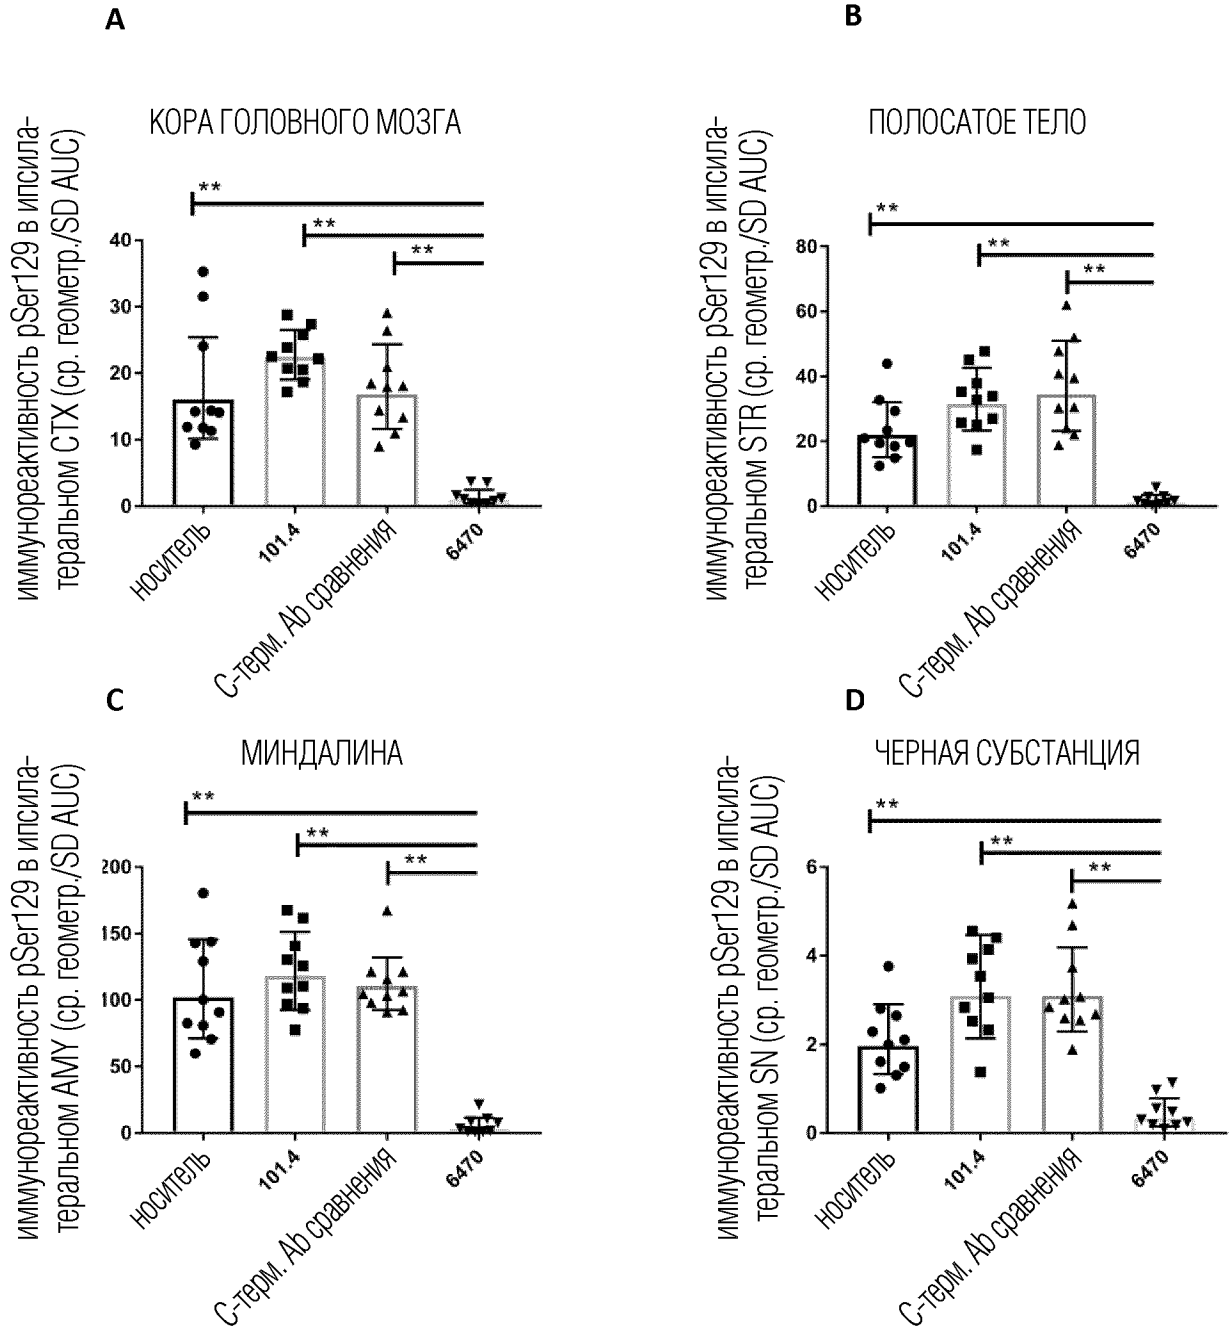 A
КОРА ГОЛОВНОГО МОЗГА
иммунореактивность pSer129 в ипсила-
теральном CTX (ср. геометр./SD AUC)
**
**
**
40
30
20
10
0
носитель
101.4
С-терм. Ab сравнения
6470
B
ПОЛОСАТОЕ ТЕЛО
иммунореактивность pSer129 в ипсила-
теральном STR (ср. геометр./SD AUC)
**
**
**
80
60
40
20
0
носитель
101.4
С-терм. Ab сравнения
6470
C
МИНДАЛИНА
иммунореактивность pSer129 в ипсила-
теральном AMY (ср. геометр./SD AUC)
**
**
**
200
150
100
50
0
носитель
101.4
С-терм. Ab сравнения
6470
D
ЧЕРНАЯ СУБСТАНЦИЯ
иммунореактивность pSer129 в ипсила-
теральном SN (ср. геометр./SD AUC)
**
**
**
6
4
2
0
носитель
101.4
С-терм. Ab сравнения
6470